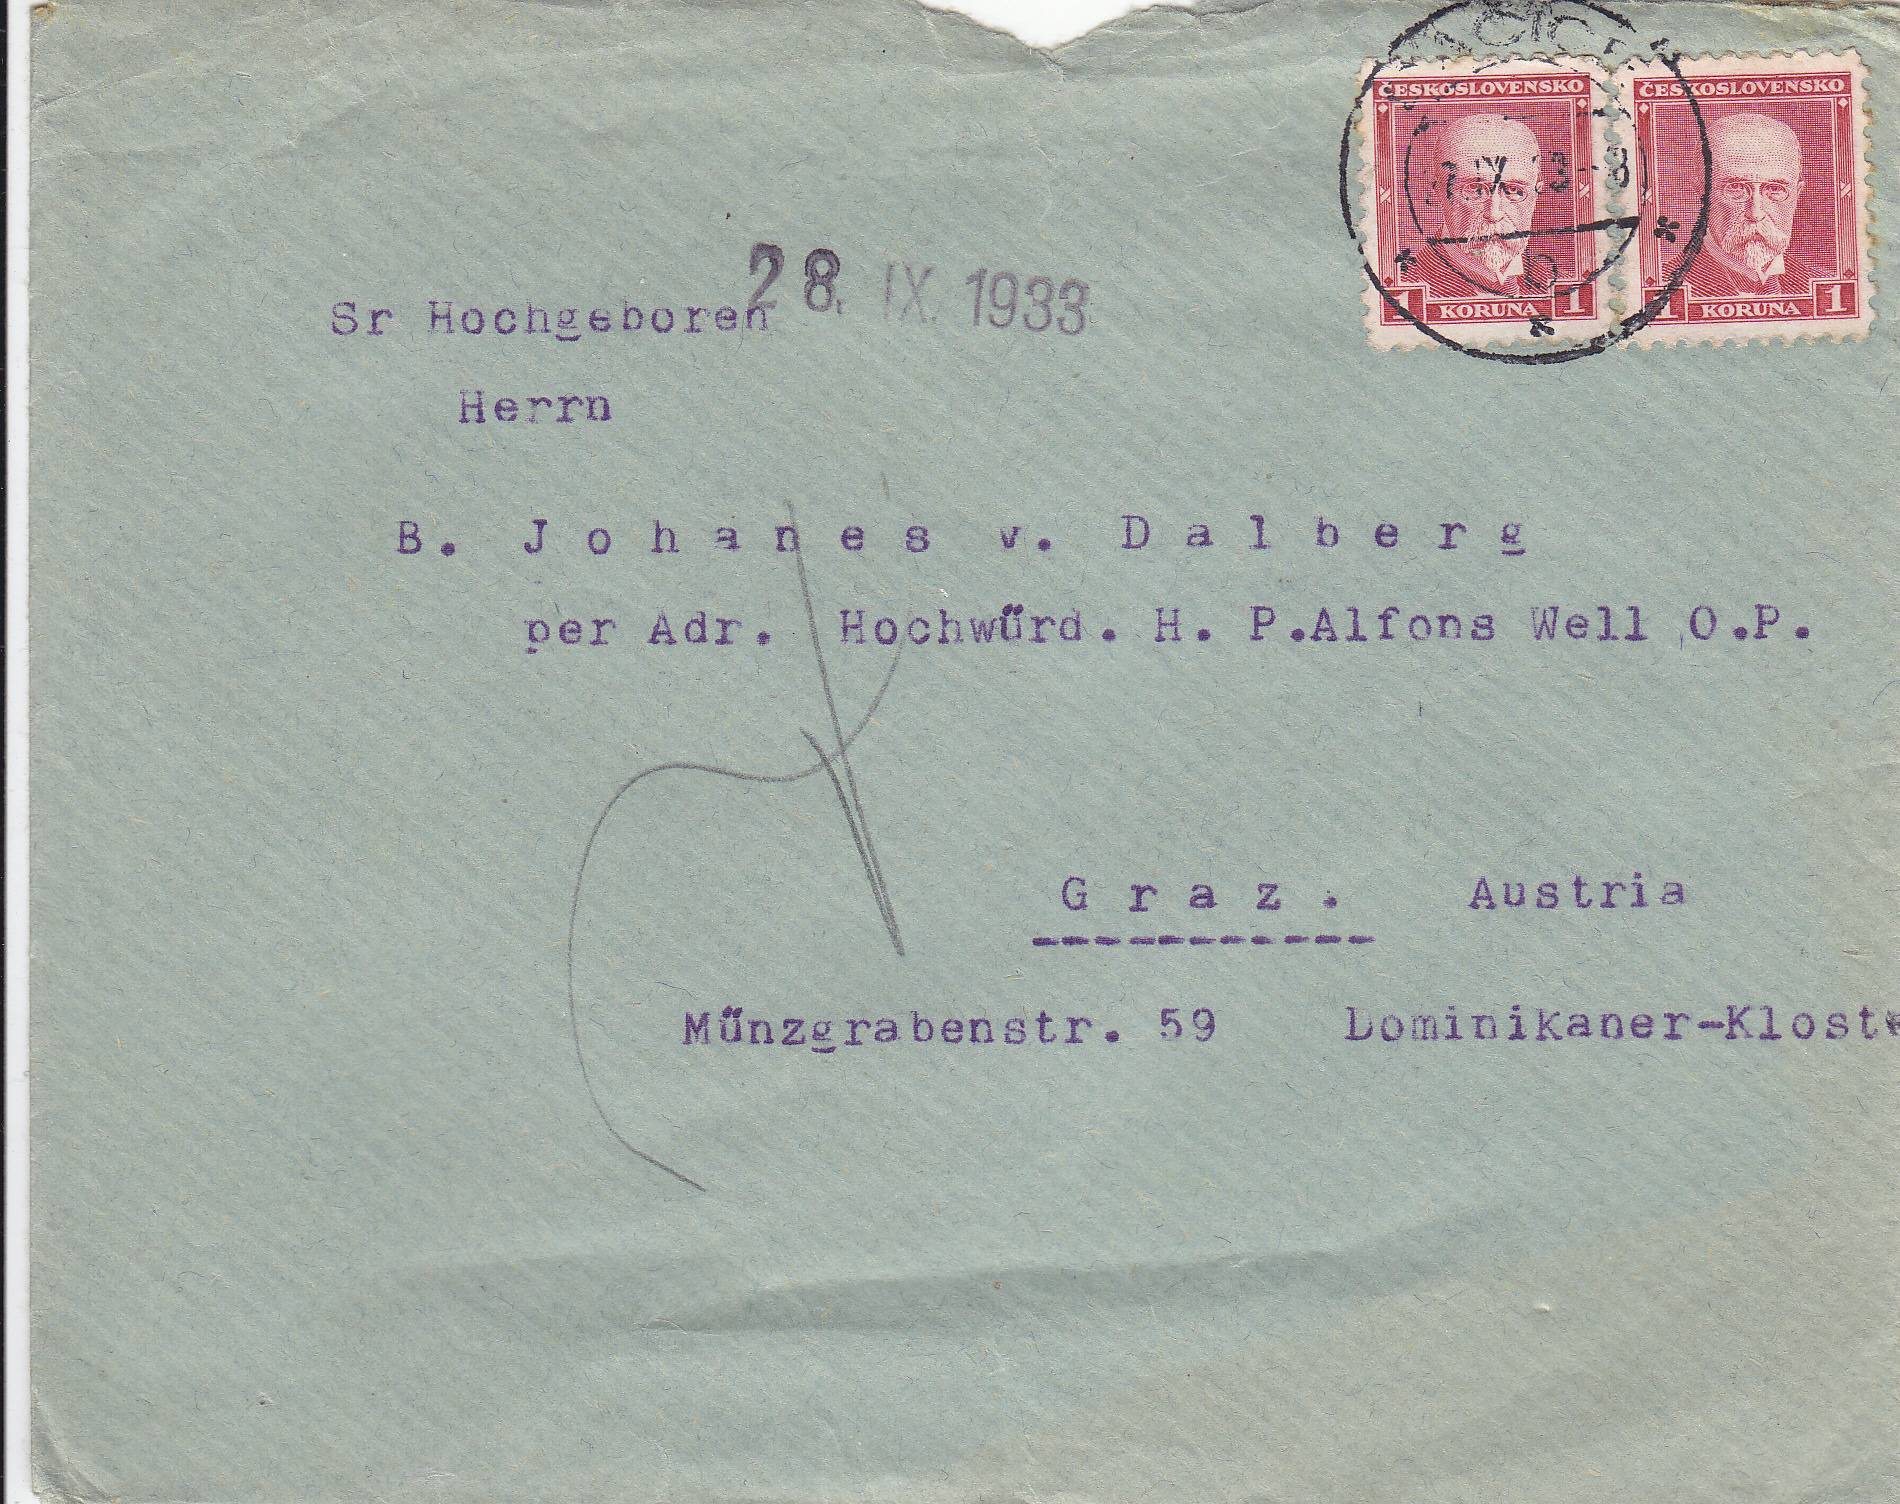 ČESKOSLOVENSKO ČESKOSLOVENSKO
1 KORUNA 1 1 KORUNA 1
28. IX. 1933
Sr Hochgeboren
Herrn
B. Johanes v. Dalberg
per Adr. Hochwürd. H. P.Alfons Well O.P.
Graz. Austria
Münzgrabenstr. 59 Dominikaner-Kloste